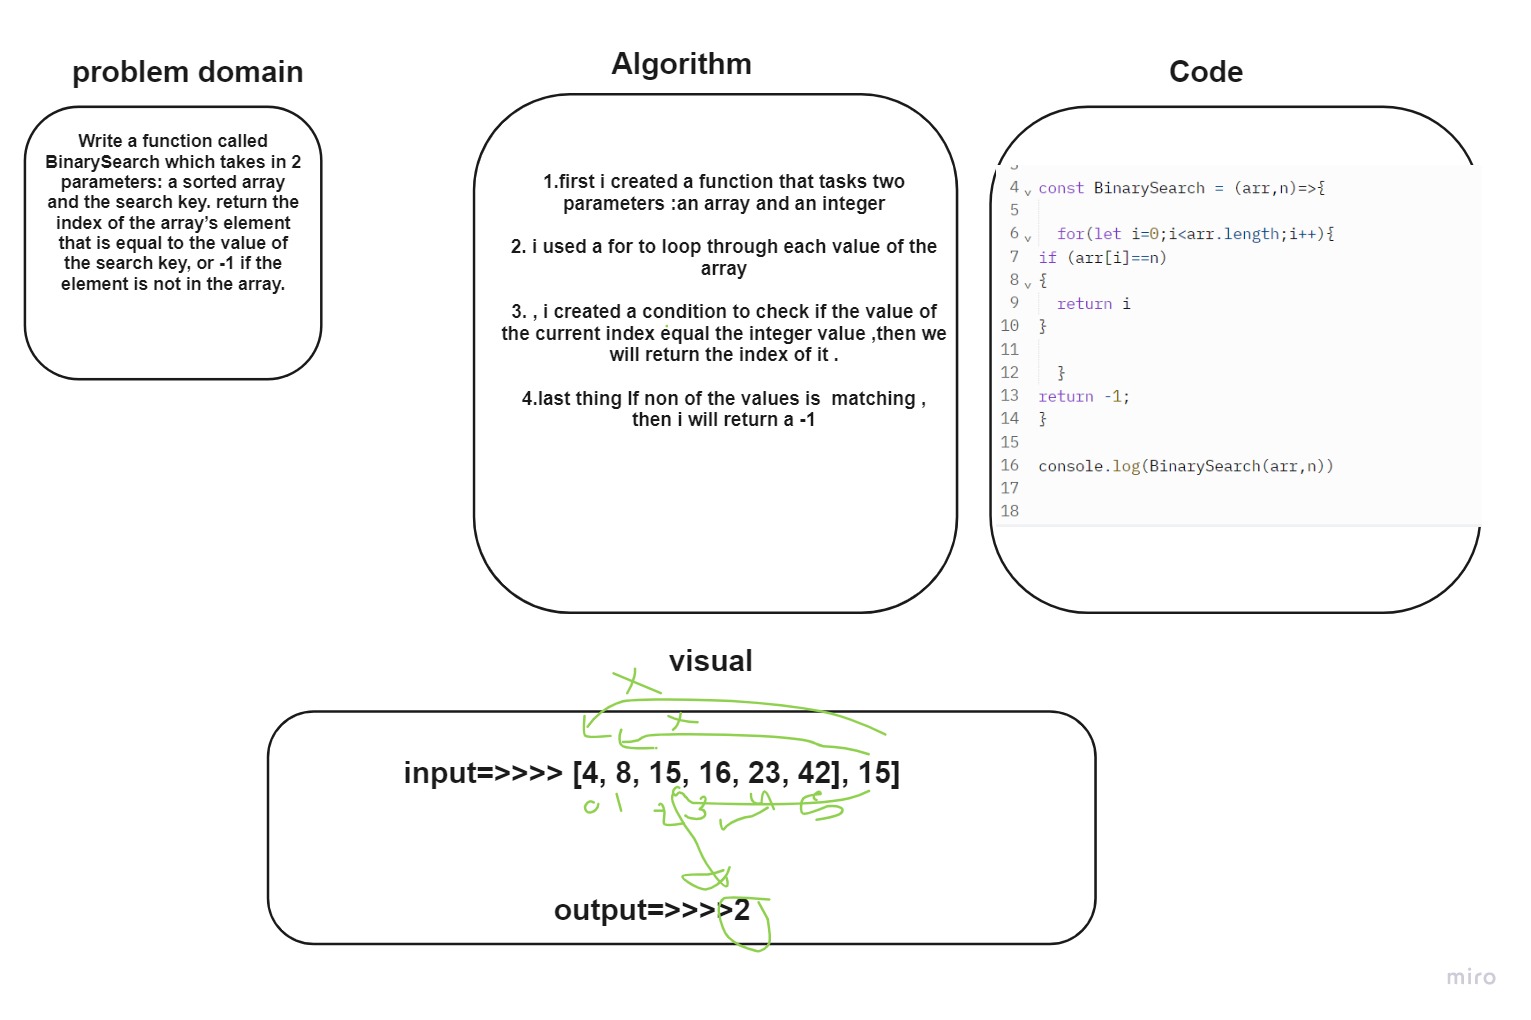 problem domain
Write a function called
BinarySearch which takes in 2
parameters: a sorted array
and the search key. return the
index of the array’s element
that is equal to the value of
the search key, or -1 if the
element is not in the array.
Algorithm
1.first i created a function that tasks two
parameters :an array and an integer
2. i used a for to loop through each value of the
array
3. , i created a condition to check if the value of
the current index equal the integer value ,then we
will return the index of it .
4.last thing If non of the values is  matching ,
then i will return a -1
Code
4 const BinarySearch = (arr,n)=>{
5
6 for(let i=0;i<arr.length;i++){
7 if (arr[i]==n)
8 {
9 return i
10 }
11
12 }
13 return -1;
14 }
15
16 console.log(BinarySearch(arr,n))
17
18
visual
input=>>>> [4, 8, 15, 16, 23, 42], 15]
0 1 2 3 4 5
output=>>>>2
miro